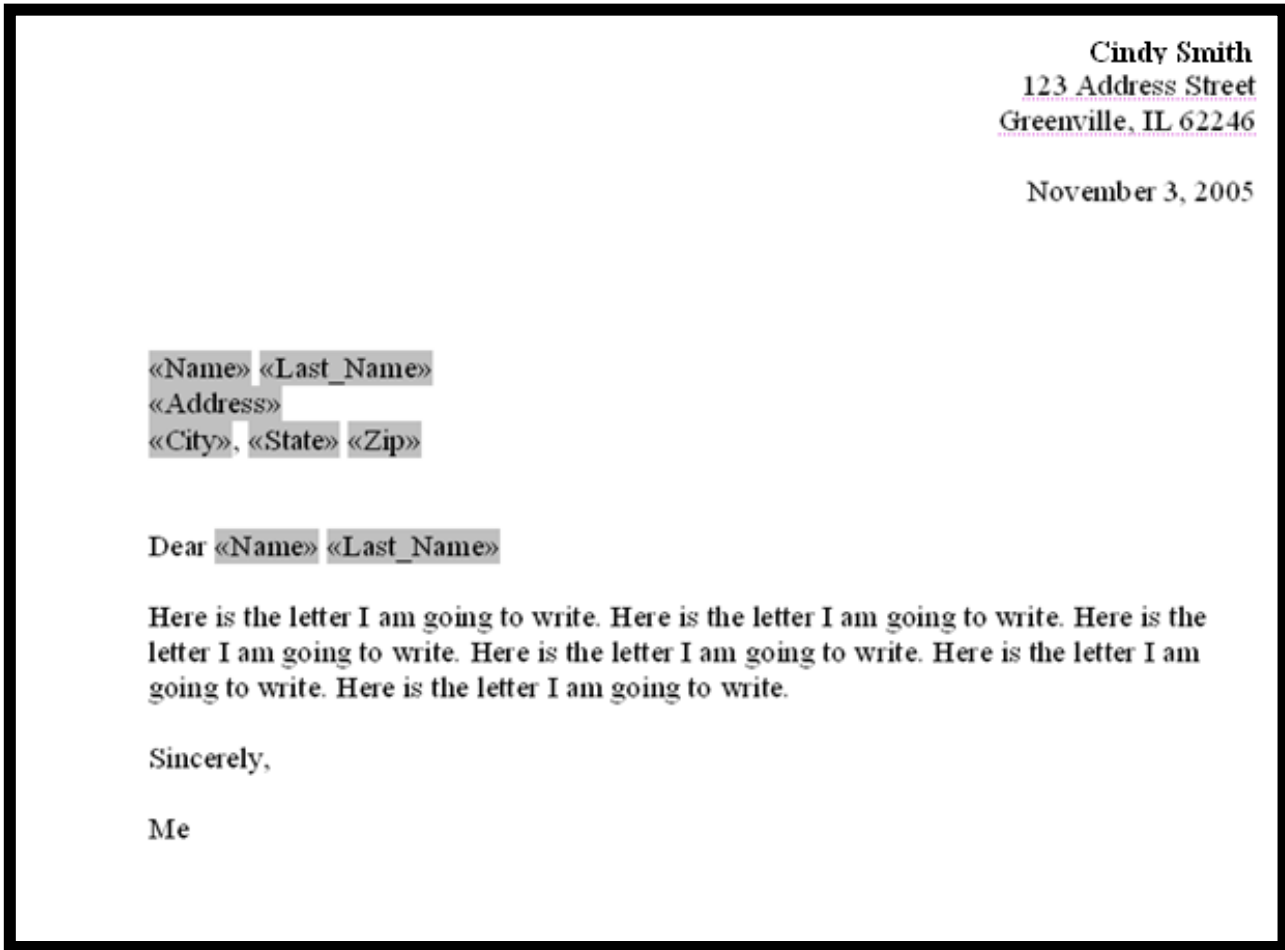 Cindy Smith
123 Address Street
Greenville, IL 62246
November 3, 2005
«Name» «Last_Name»
«Address»
«City», «State» «Zip»
Dear «Name» «Last_Name»
Here is the letter I am going to write. Here is the letter I am going to write. Here is the
letter I am going to write. Here is the letter I am going to write. Here is the letter I am
going to write. Here is the letter I am going to write.
Sincerely,
Me